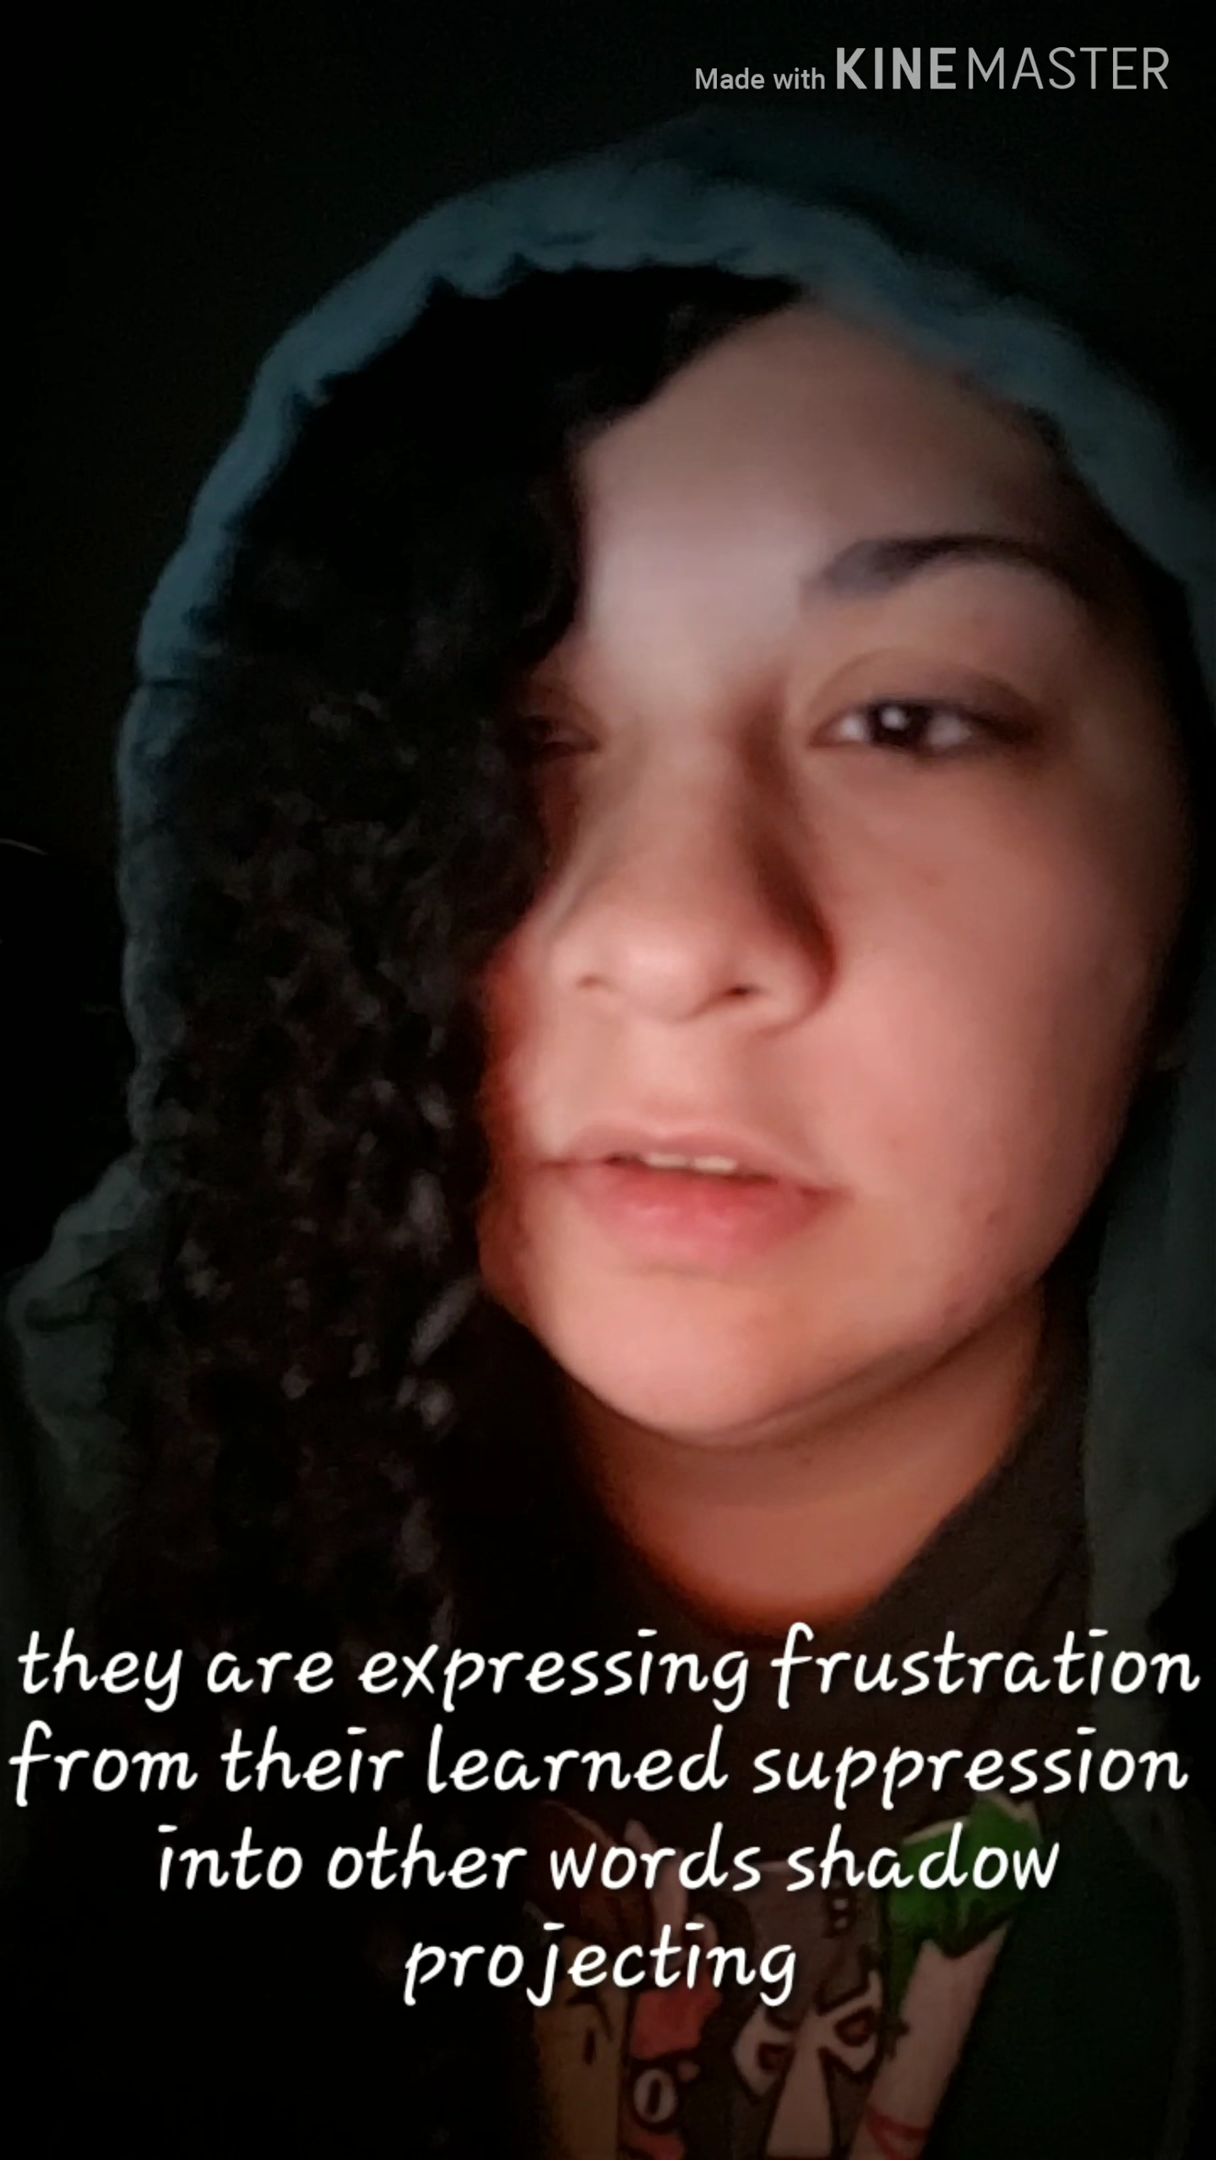 Made with KINEMASTER
they are expressing frustration
from their learned suppression
into other words shadow
projecting